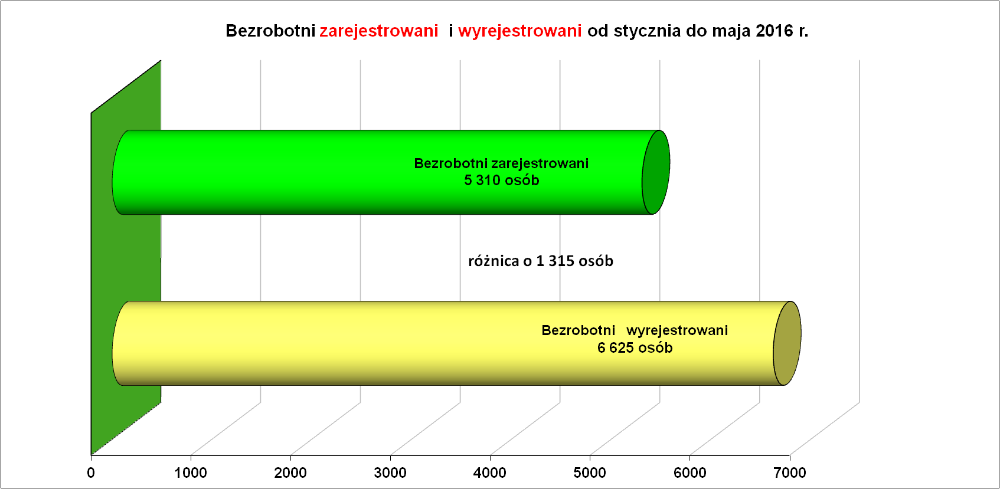 Bezrobotni zarejestrowani i wyrejestrowani od stycznia do maja 2016 r.
Bezrobotni zarejestrowani
5 310 osób
różnica o 1 315 osób
Bezrobotni wyrejestrowani
6 625 osób
0 1000 2000 3000 4000 5000 6000 7000